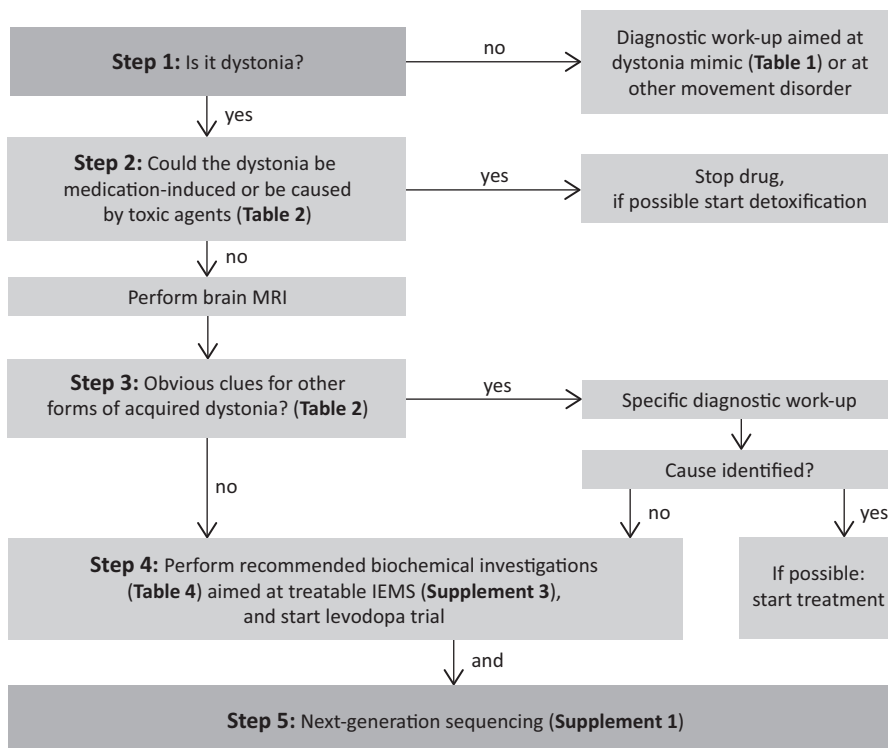 Step 1: Is it dystonia?
no
Diagnostic work-up aimed at
dystonia mimic (Table 1) or at
other movement disorder
yes
Step 2: Could the dystonia be
medication-induced or be caused
by toxic agents (Table 2)
yes
Stop drug,
if possible start detoxification
no
Perform brain MRI
Step 3: Obvious clues for other
forms of acquired dystonia? (Table 2)
yes
Specific diagnostic work-up
Cause identified?
no
no
yes
Step 4: Perform recommended biochemical investigations
(Table 4) aimed at treatable IEMS (Supplement 3),
and start levodopa trial
If possible:
start treatment
and
Step 5: Next-generation sequencing (Supplement 1)